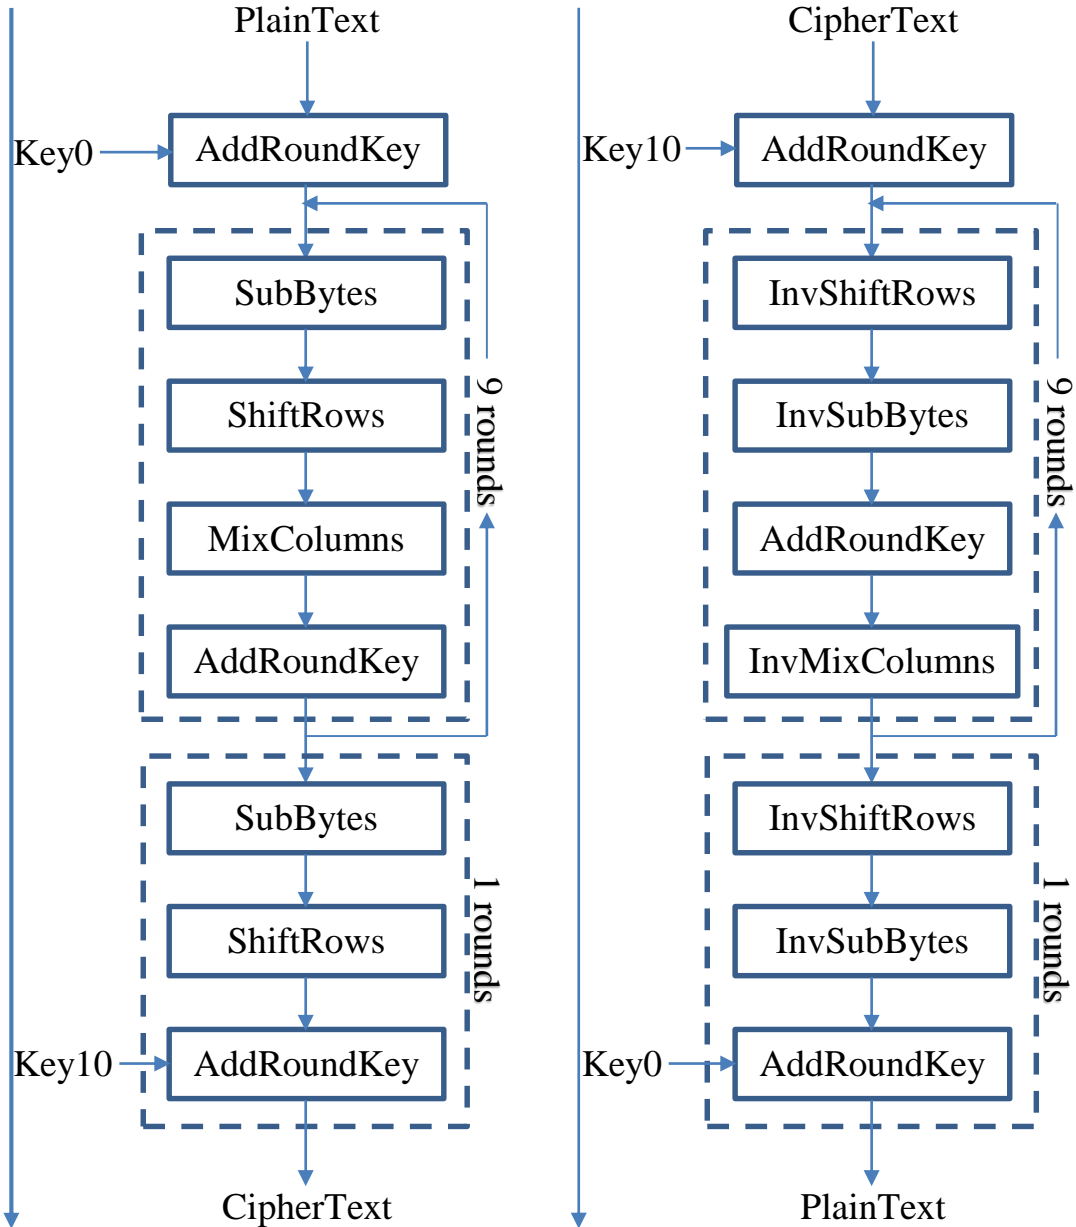 PlainText
Key0
AddRoundKey
SubBytes
ShiftRows
MixColumns
AddRoundKey
9 rounds
SubBytes
ShiftRows
Key10
AddRoundKey
1 rounds
CipherText
CipherText
Key10
AddRoundKey
InvShiftRows
InvSubBytes
AddRoundKey
InvMixColumns
9 rounds
InvShiftRows
InvSubBytes
Key0
AddRoundKey
1 rounds
PlainText